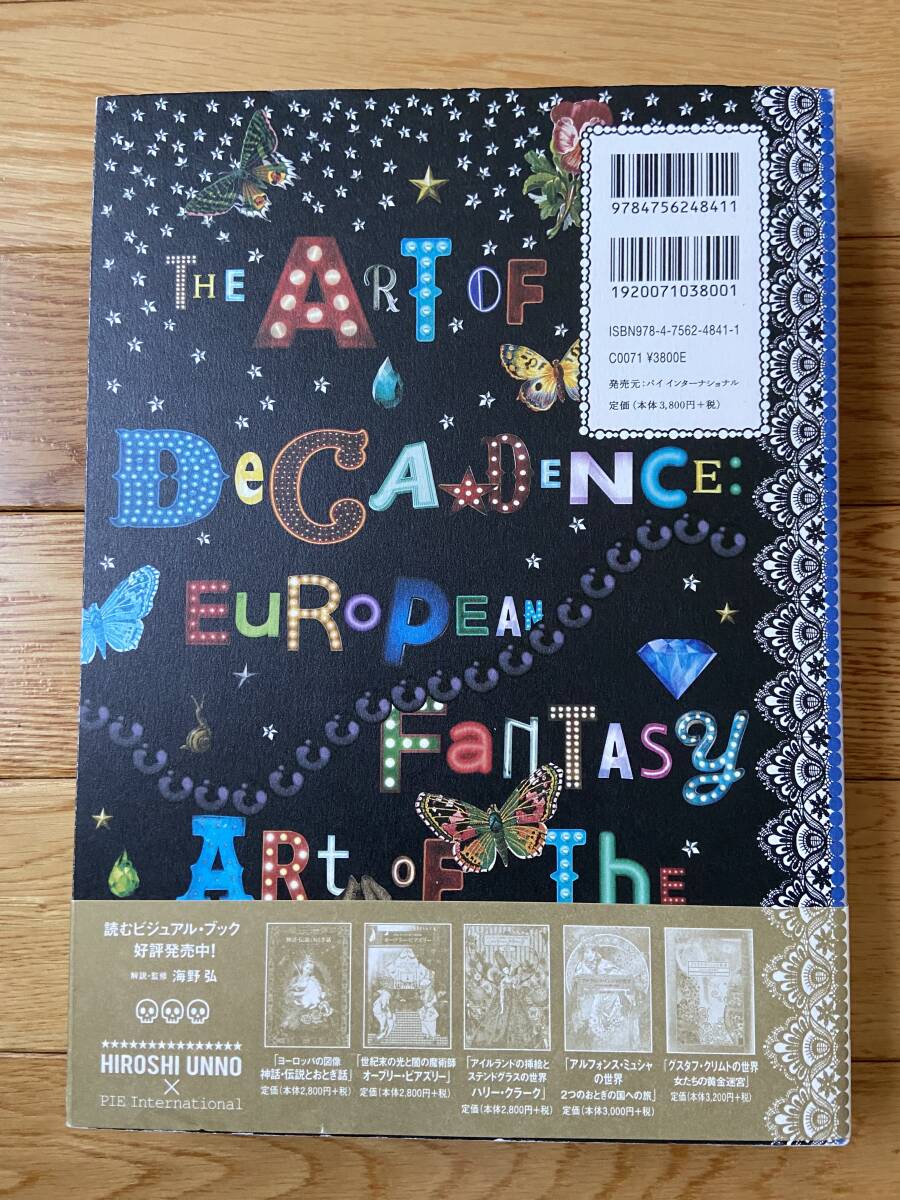 9784756248411
1920071038001
ISBN978-4-7562-4841-1
C0071 ¥3800E
発売元:パイ インターナショナル
定価(本体3,800円+税)
THE ART OF
DeCADENCE:
EuRoPEAN
FanTASY
ARt oF The
読むビジュアル・ブック
好評発売中!
解説・監修 海野 弘
HIROSHI UNNO
×
PIE International
「ヨーロッパの図像
神話・伝説とおとぎ話」
定価(本体2,800円+税)
「世紀末の光と闇の魔術師
オーブリー・ビアズリー」
定価(本体2,800円+税)
「アイルランドの挿絵と
ステンドグラスの世界
ハリー・クラーク」
定価(本体2,800円+税)
「アルフォンス・ミュシャ
の世界
2つのおとぎの国への旅」
定価(本体3,000円+税)
「グスタフ・クリムトの世界
女たちの黄金迷宮」
定価(本体3,200円+税)